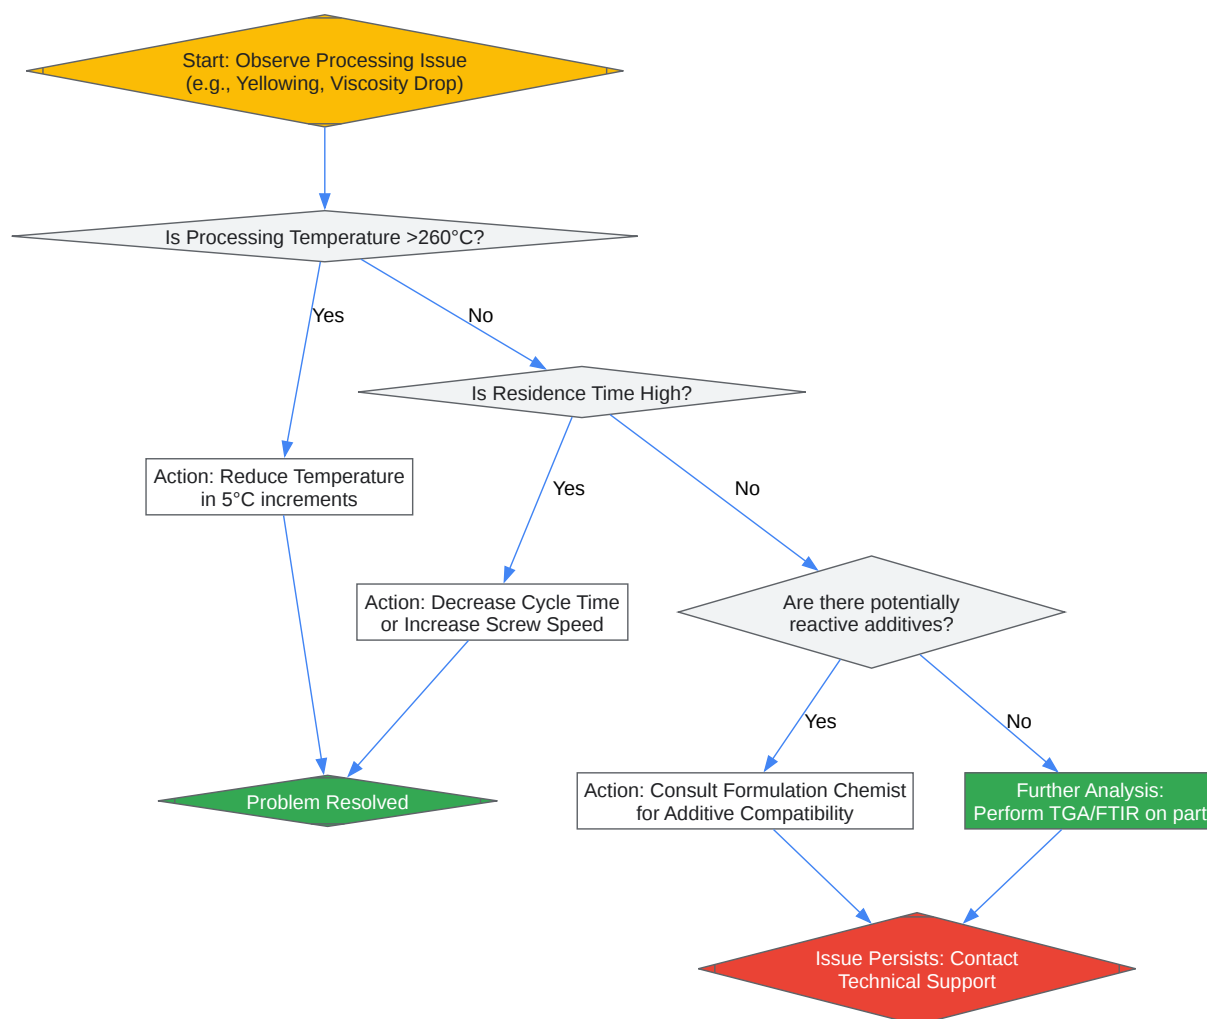 Start: Observe Processing Issue
(e.g., Yellowing, Viscosity Drop)
Is Processing Temperature >260°C?
Yes
No
Is Residence Time High?
Action: Reduce Temperature
in 5°C increments
Yes
No
Action: Decrease Cycle Time
or Increase Screw Speed
Are there potentially
reactive additives?
Yes
No
Problem Resolved
Action: Consult Formulation Chemist
for Additive Compatibility
Further Analysis:
Perform TGA/FTIR on part
Issue Persists: Contact
Technical Support